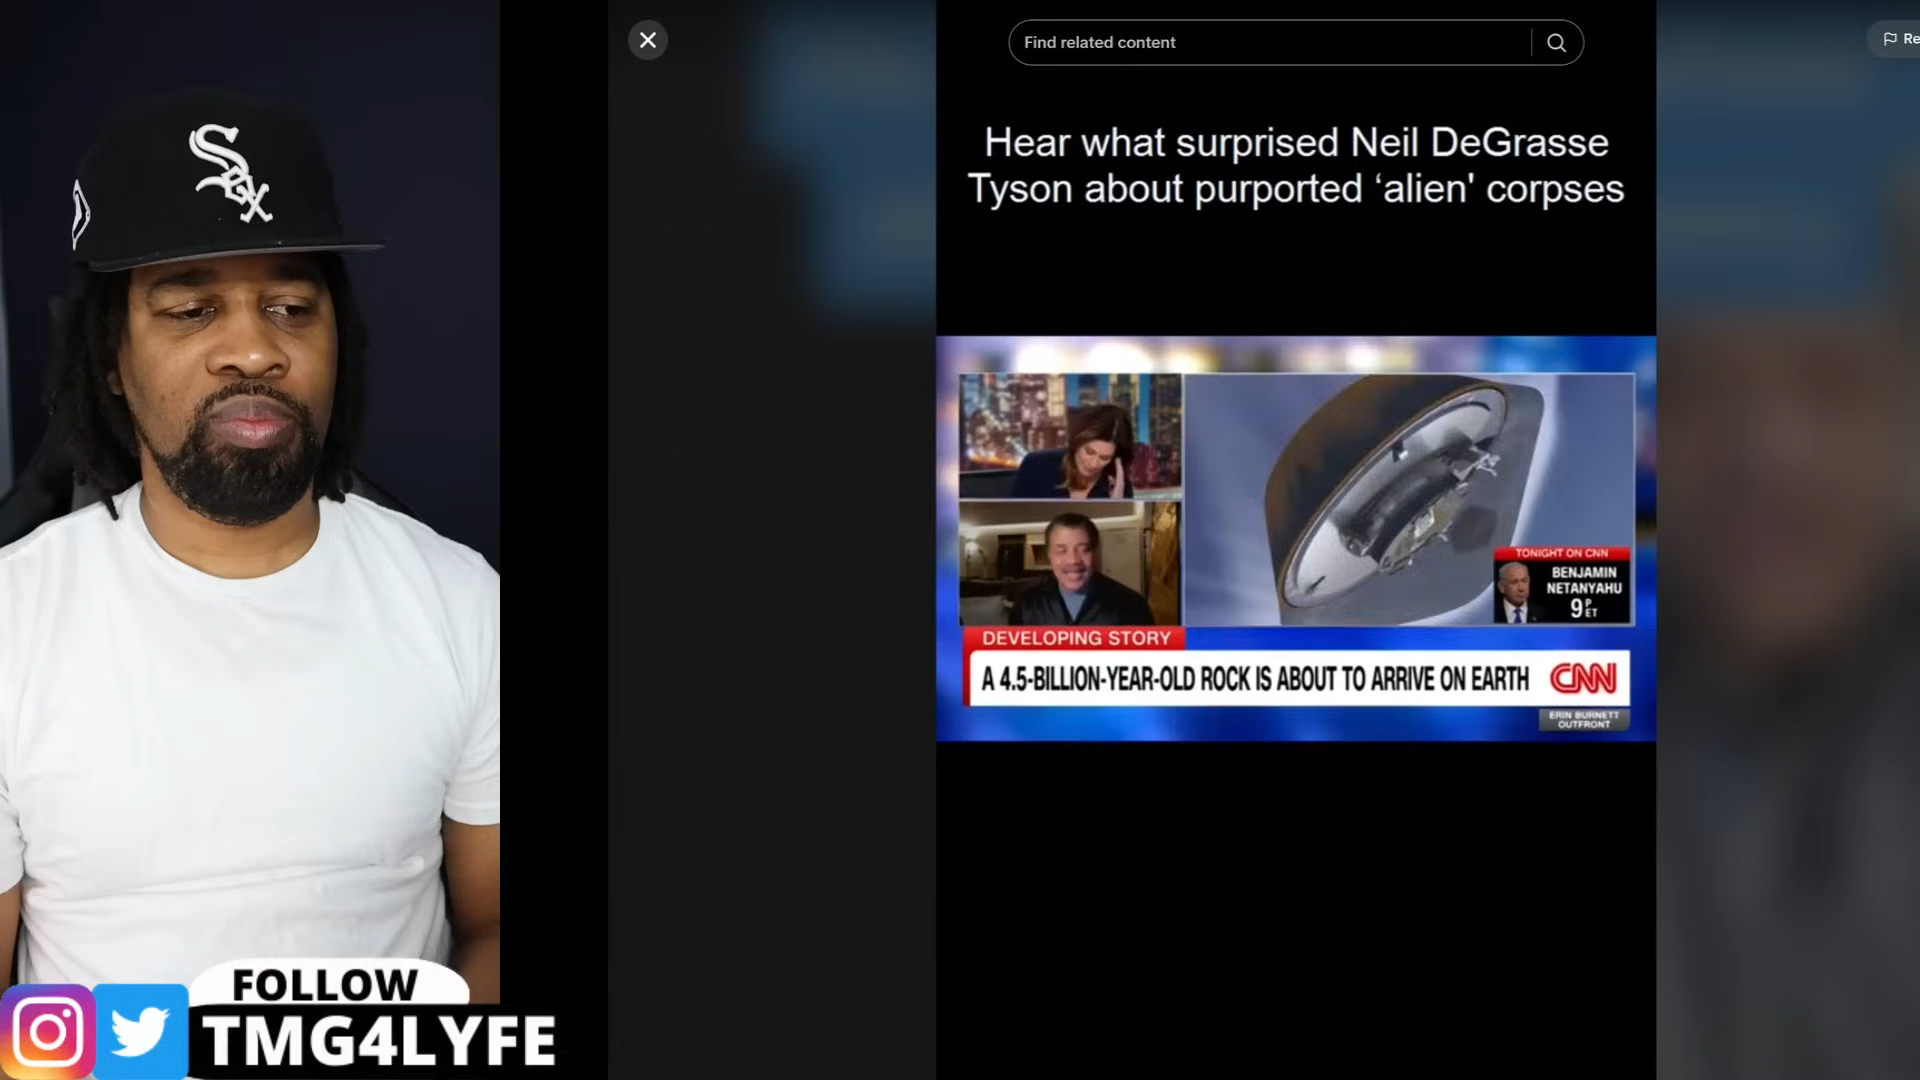 Sox
Find related content
Re
Hear what surprised Neil DeGrasse
Tyson about purported ‘alien' corpses
TONIGHT ON CNN
BENJAMIN
NETANYAHU
9 P ET
DEVELOPING STORY
A 4.5-BILLION-YEAR-OLD ROCK IS ABOUT TO ARRIVE ON EARTH
CNN
ERIN BURNETT
OUTFRONT
FOLLOW
TMG4LYFE